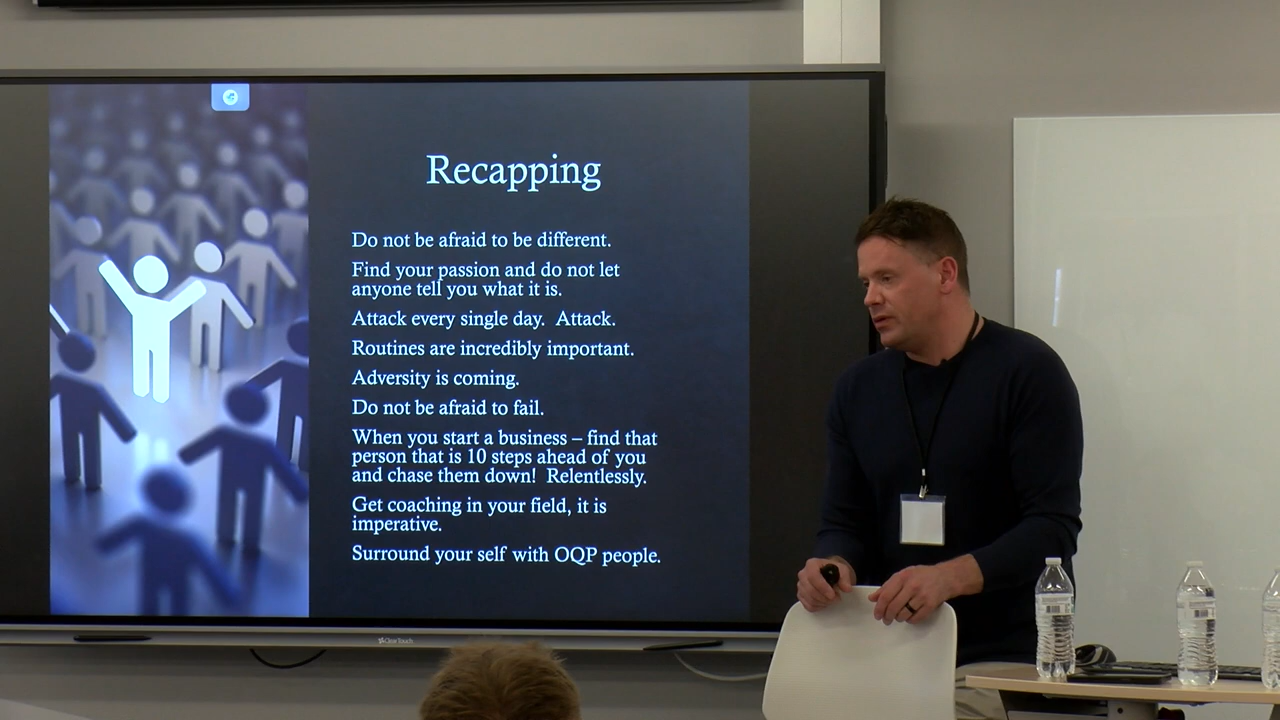 Recapping
Do not be afraid to be different.
Find your passion and do not let
anyone tell you what it is.
Attack every single day.  Attack.
Routines are incredibly important.
Adversity is coming.
Do not be afraid to fail.
When you start a business – find that
person that is 10 steps ahead of you
and chase them down!  Relentlessly.
Get coaching in your field, it is
imperative.
Surround your self with OQP people.
ClearTouch